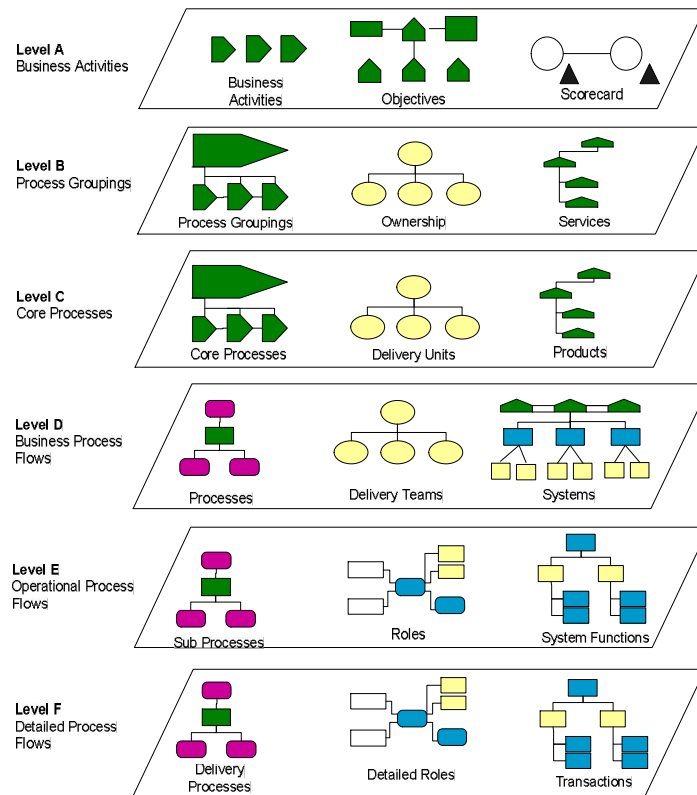 Level A
Business Activities
Business
Activities
Objectives
Scorecard
Level B
Process Groupings
Process Groupings
Ownership
Services
Level C
Core Processes
Core Processes
Delivery Units
Products
Level D
Business Process
Flows
Processes
Delivery Teams
Systems
Level E
Operational Process
Flows
Sub Processes
Roles
System Functions
Level F
Detailed Process
Flows
Delivery
Processes
Detailed Roles
Transactions